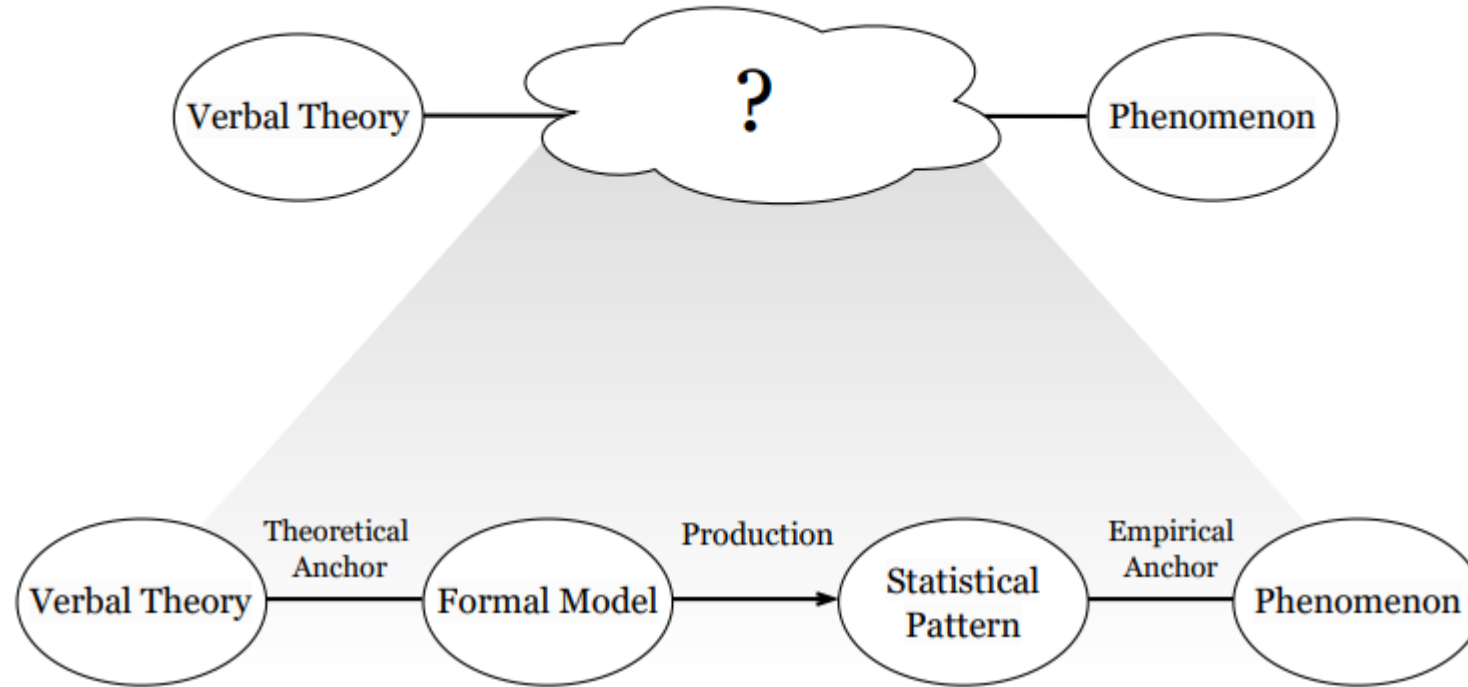 Verbal Theory
?
Phenomenon
Theoretical
Anchor
Production
Empirical
Anchor
Verbal Theory
Formal Model
Statistical
Pattern
Phenomenon